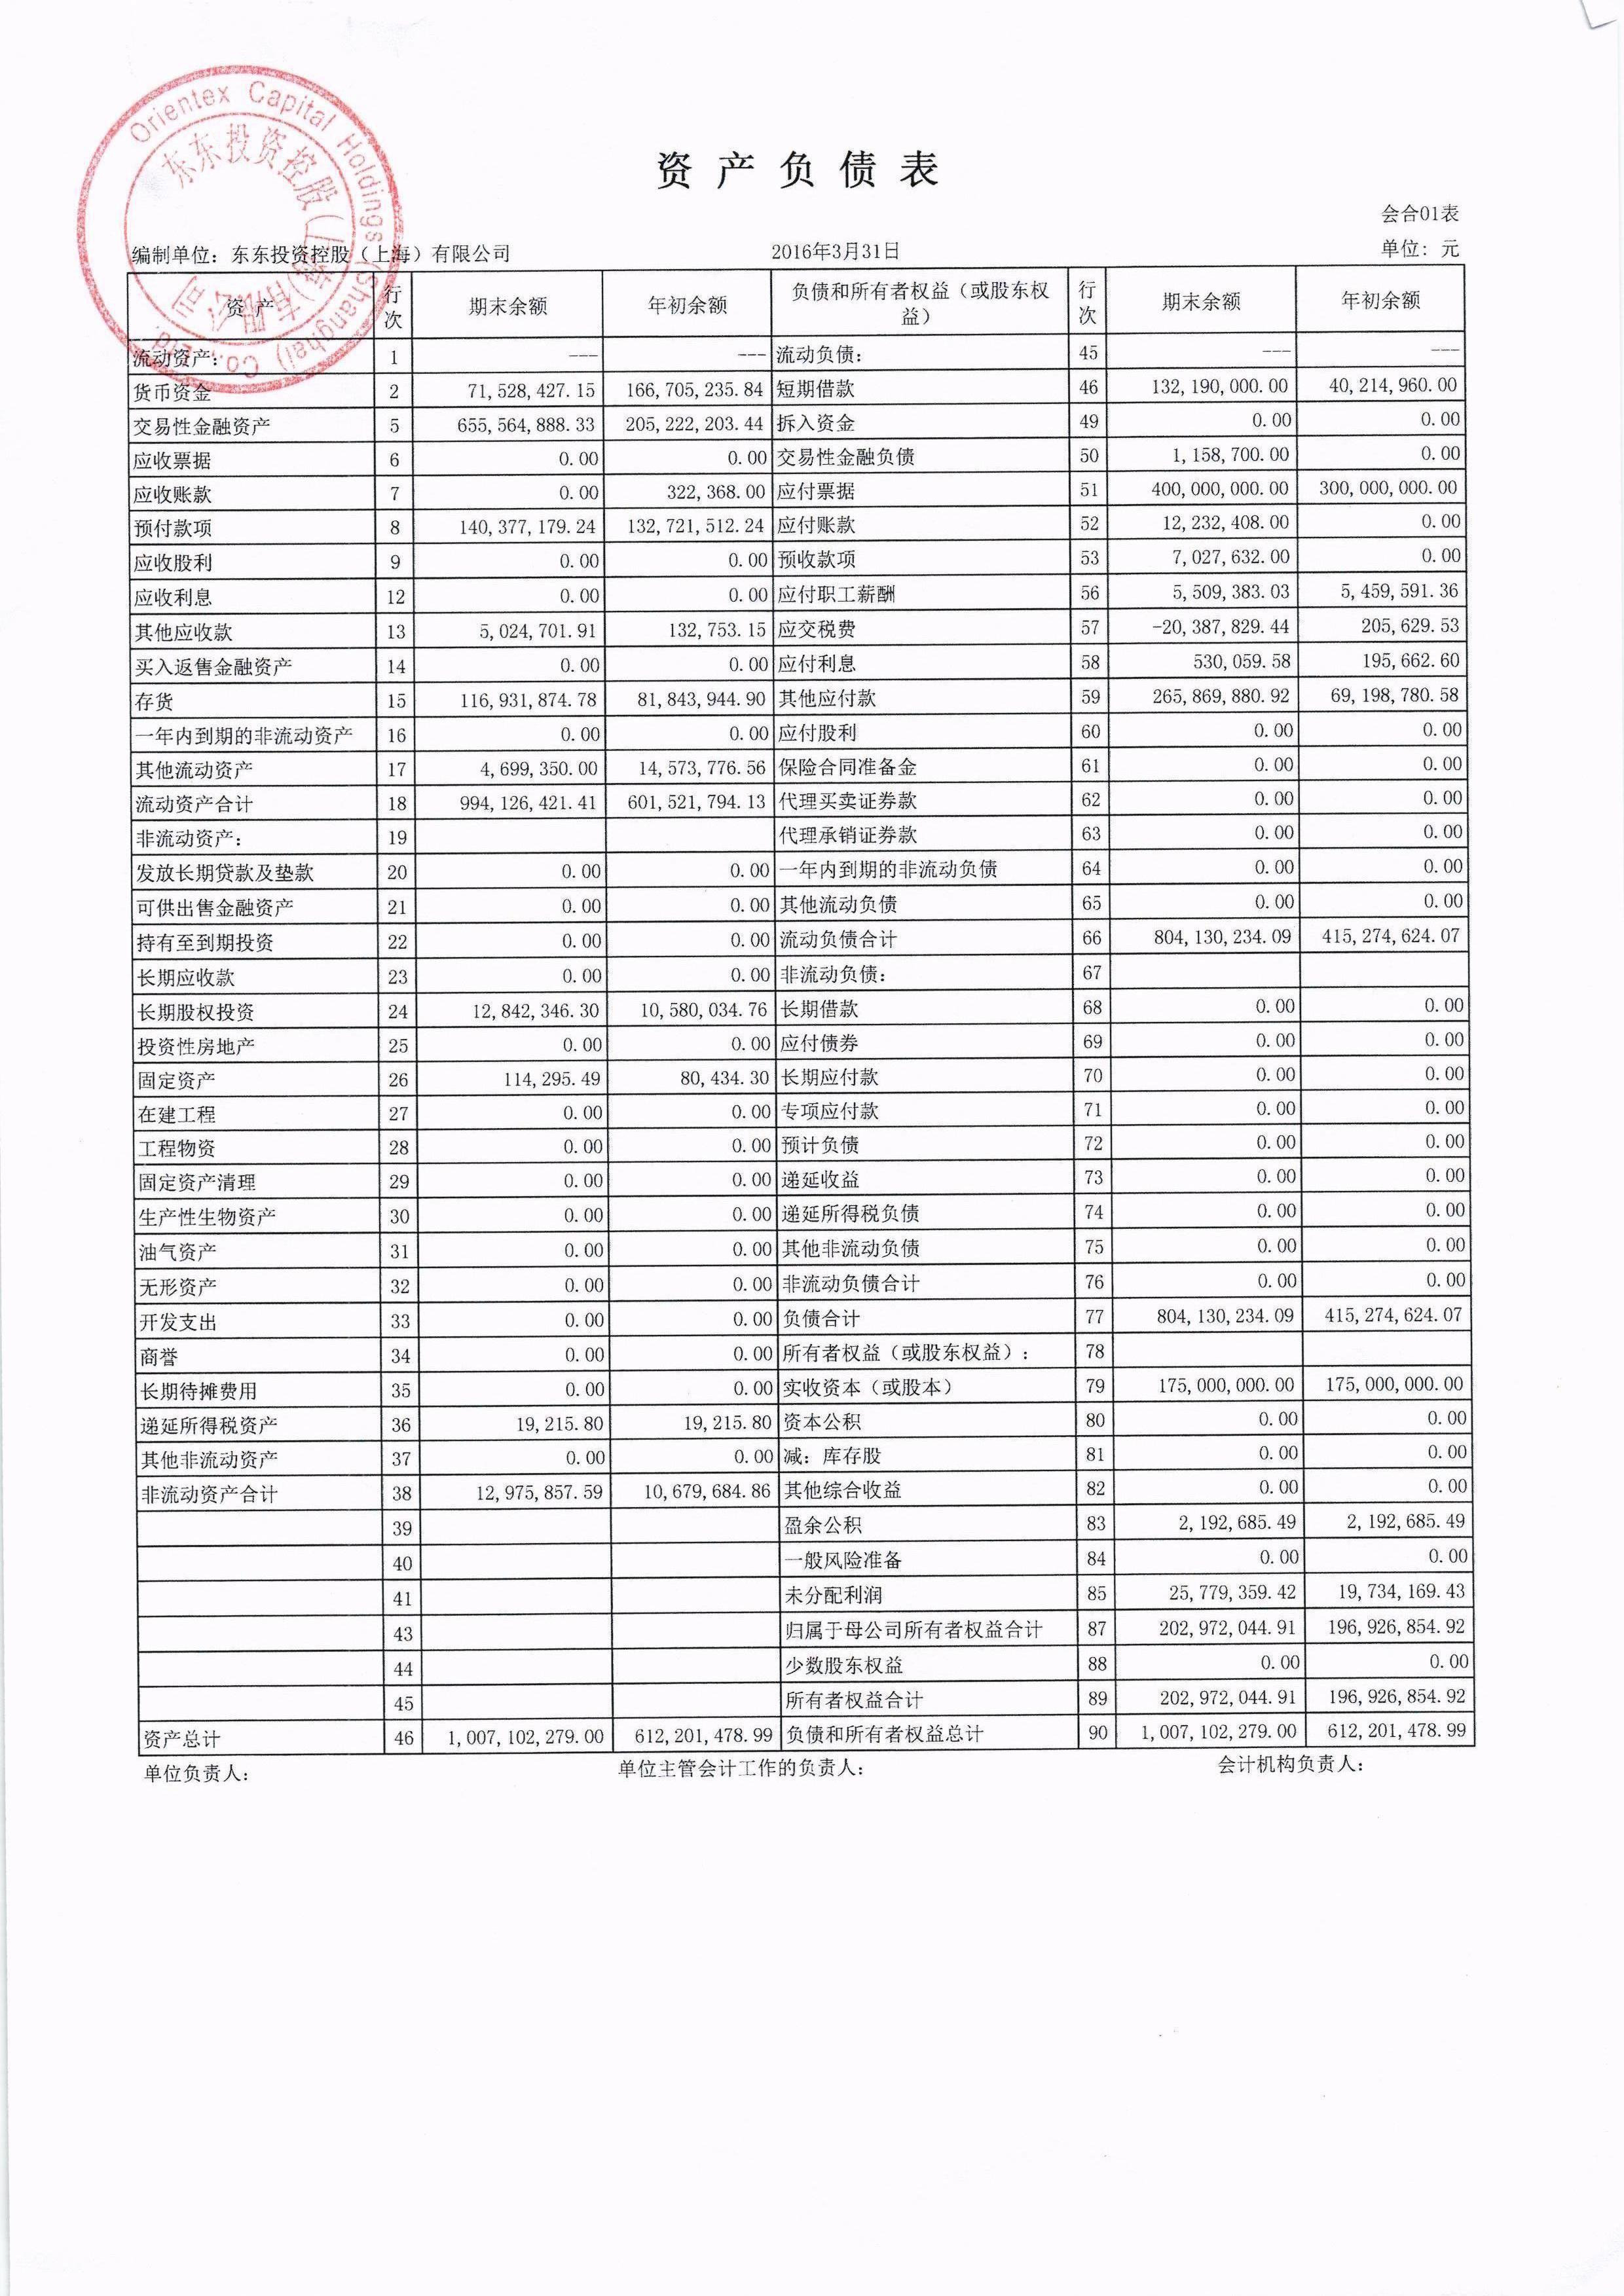 Orientex Capital Holdings (Shanghai) Co., Ltd.
东东投资控股(上海)有限公司
资产负债表
会合01表
编制单位：东东投资控股（上海）有限公司 2016年3月31日 单位：元
资产 行次 期末余额 年初余额 负债和所有者权益（或股东权益） 行次 期末余额 年初余额
流动资产： 1 --- --- 流动负债： 45 --- ---
货币资金 2 71,528,427.15 166,705,235.84 短期借款 46 132,190,000.00 40,214,960.00
交易性金融资产 5 655,564,888.33 205,222,203.44 拆入资金 49 0.00 0.00
应收票据 6 0.00 0.00 交易性金融负债 50 1,158,700.00 0.00
应收账款 7 0.00 322,368.00 应付票据 51 400,000,000.00 300,000,000.00
预付款项 8 140,377,179.24 132,721,512.24 应付账款 52 12,232,408.00 0.00
应收股利 9 0.00 0.00 预收款项 53 7,027,632.00 0.00
应收利息 12 0.00 0.00 应付职工薪酬 56 5,509,383.03 5,459,591.36
其他应收款 13 5,024,701.91 132,753.15 应交税费 57 -20,387,829.44 205,629.53
买入返售金融资产 14 0.00 0.00 应付利息 58 530,059.58 195,662.60
存货 15 116,931,874.78 81,843,944.90 其他应付款 59 265,869,880.92 69,198,780.58
一年内到期的非流动资产 16 0.00 0.00 应付股利 60 0.00 0.00
其他流动资产 17 4,699,350.00 14,573,776.56 保险合同准备金 61 0.00 0.00
流动资产合计 18 994,126,421.41 601,521,794.13 代理买卖证券款 62 0.00 0.00
非流动资产： 19 代理承销证券款 63 0.00 0.00
发放长期贷款及垫款 20 0.00 0.00 一年内到期的非流动负债 64 0.00 0.00
可供出售金融资产 21 0.00 0.00 其他流动负债 65 0.00 0.00
持有至到期投资 22 0.00 0.00 流动负债合计 66 804,130,234.09 415,274,624.07
长期应收款 23 0.00 0.00 非流动负债： 67
长期股权投资 24 12,842,346.30 10,580,034.76 长期借款 68 0.00 0.00
投资性房地产 25 0.00 0.00 应付债券 69 0.00 0.00
固定资产 26 114,295.49 80,434.30 长期应付款 70 0.00 0.00
在建工程 27 0.00 0.00 专项应付款 71 0.00 0.00
工程物资 28 0.00 0.00 预计负债 72 0.00 0.00
固定资产清理 29 0.00 0.00 递延收益 73 0.00 0.00
生产性生物资产 30 0.00 0.00 递延所得税负债 74 0.00 0.00
油气资产 31 0.00 0.00 其他非流动负债 75 0.00 0.00
无形资产 32 0.00 0.00 非流动负债合计 76 0.00 0.00
开发支出 33 0.00 0.00 负债合计 77 804,130,234.09 415,274,624.07
商誉 34 0.00 0.00 所有者权益（或股东权益）： 78
长期待摊费用 35 0.00 0.00 实收资本（或股本） 79 175,000,000.00 175,000,000.00
递延所得税资产 36 19,215.80 19,215.80 资本公积 80 0.00 0.00
其他非流动资产 37 0.00 0.00 减：库存股 81 0.00 0.00
非流动资产合计 38 12,975,857.59 10,679,684.86 其他综合收益 82 0.00 0.00
39 盈余公积 83 2,192,685.49 2,192,685.49
40 一般风险准备 84 0.00 0.00
41 未分配利润 85 25,779,359.42 19,734,169.43
43 归属于母公司所有者权益合计 87 202,972,044.91 196,926,854.92
44 少数股东权益 88 0.00 0.00
45 所有者权益合计 89 202,972,044.91 196,926,854.92
资产总计 46 1,007,102,279.00 612,201,478.99 负债和所有者权益总计 90 1,007,102,279.00 612,201,478.99
单位负责人： 单位主管会计工作的负责人： 会计机构负责人：